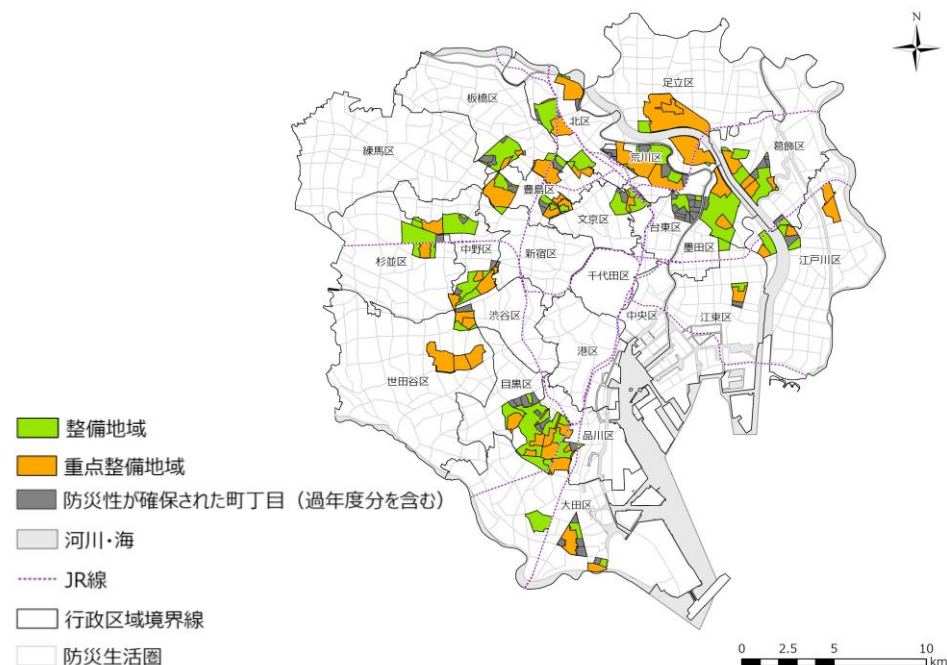 N
足立区
板橋区
北区
葛飾区
練馬区
荒川区
豊島区
文京区
台東区
墨田区
中野区
新宿区
杉並区
江戸川区
千代田区
渋谷区
中央区
江東区
港区
世田谷区
目黒区
品川区
大田区
整備地域
重点整備地域
防災性が確保された町丁目（過年度分を含む）
河川・海
JR線
行政区域境界線
防災生活圏
0 2.5 5 10
km